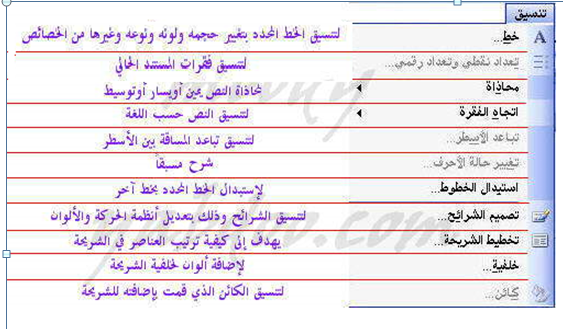 تنسيق
خط... لتنسيق الخط المحدد بتغيير حجمه ولونه ونوعه وغيرها من الخصائص
تعداد نقطي وتعداد رقمي... لتنسيق فقرات المستند الحالي
محاذاة محاذاة النص يمين أويسار أوتوسيط
اتجاه الفقرة لتنسيق النص حسب اللغة
تباعد الأسطر... لتنسيق تباعد المسافة بين الأسطر
تغيير حالة الأحرف... شرح مسبقاً
استبدال الخطوط... لإستبدال الخط المحدد بخط آخر
تصميم الشرائح... لتنسيق الشرائح وذلك بتعديل أنظمة الحركة والألوان
تخطيط الشريحة... يهدف إلى كيفية ترتيب العناصر في الشريحة
خلفية... لإضافة ألوان لخلفية الشريحة
كائن... لتنسيق الكائن الذي قمت بإضافته للشريحة